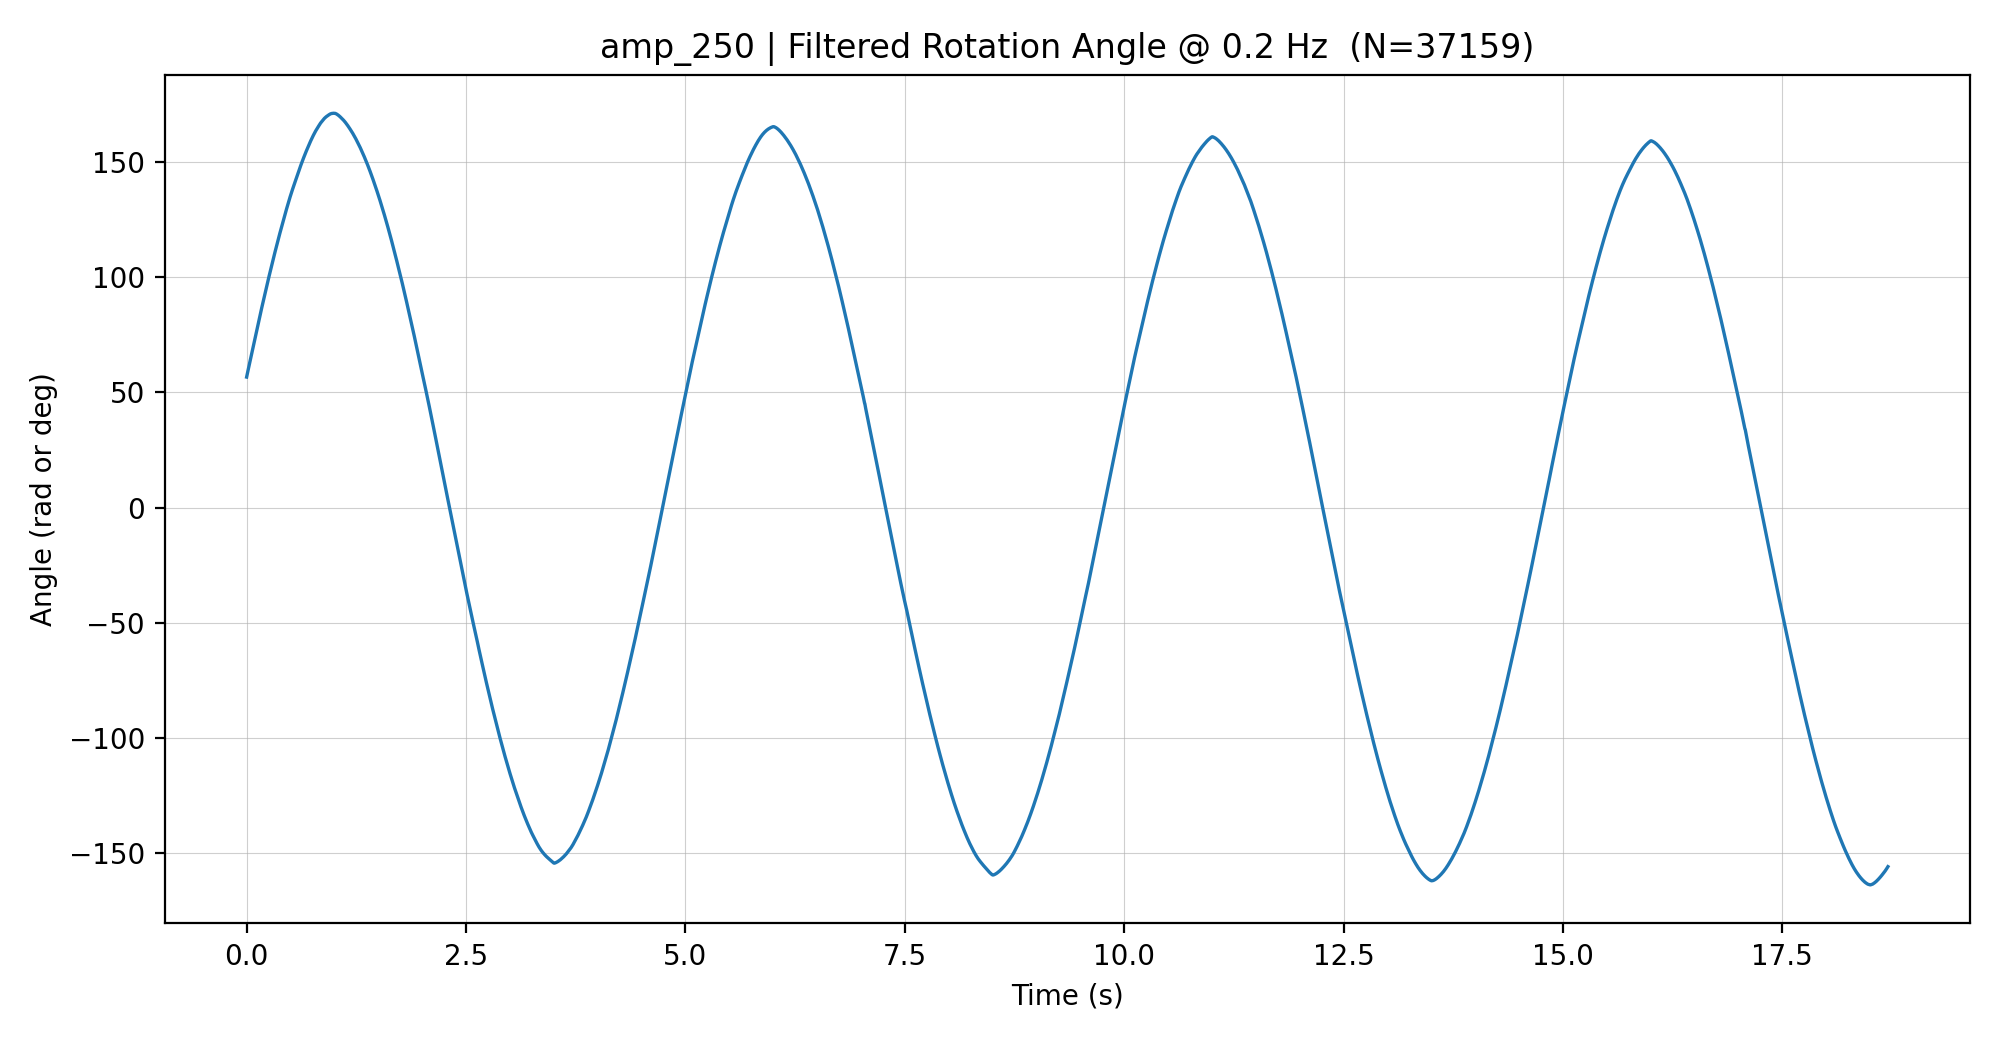 amp_250 | Filtered Rotation Angle @ 0.2 Hz  (N=37159)
Angle (rad or deg)
150
100
50
0
−50
−100
−150
0.0 2.5 5.0 7.5 10.0 12.5 15.0 17.5
Time (s)